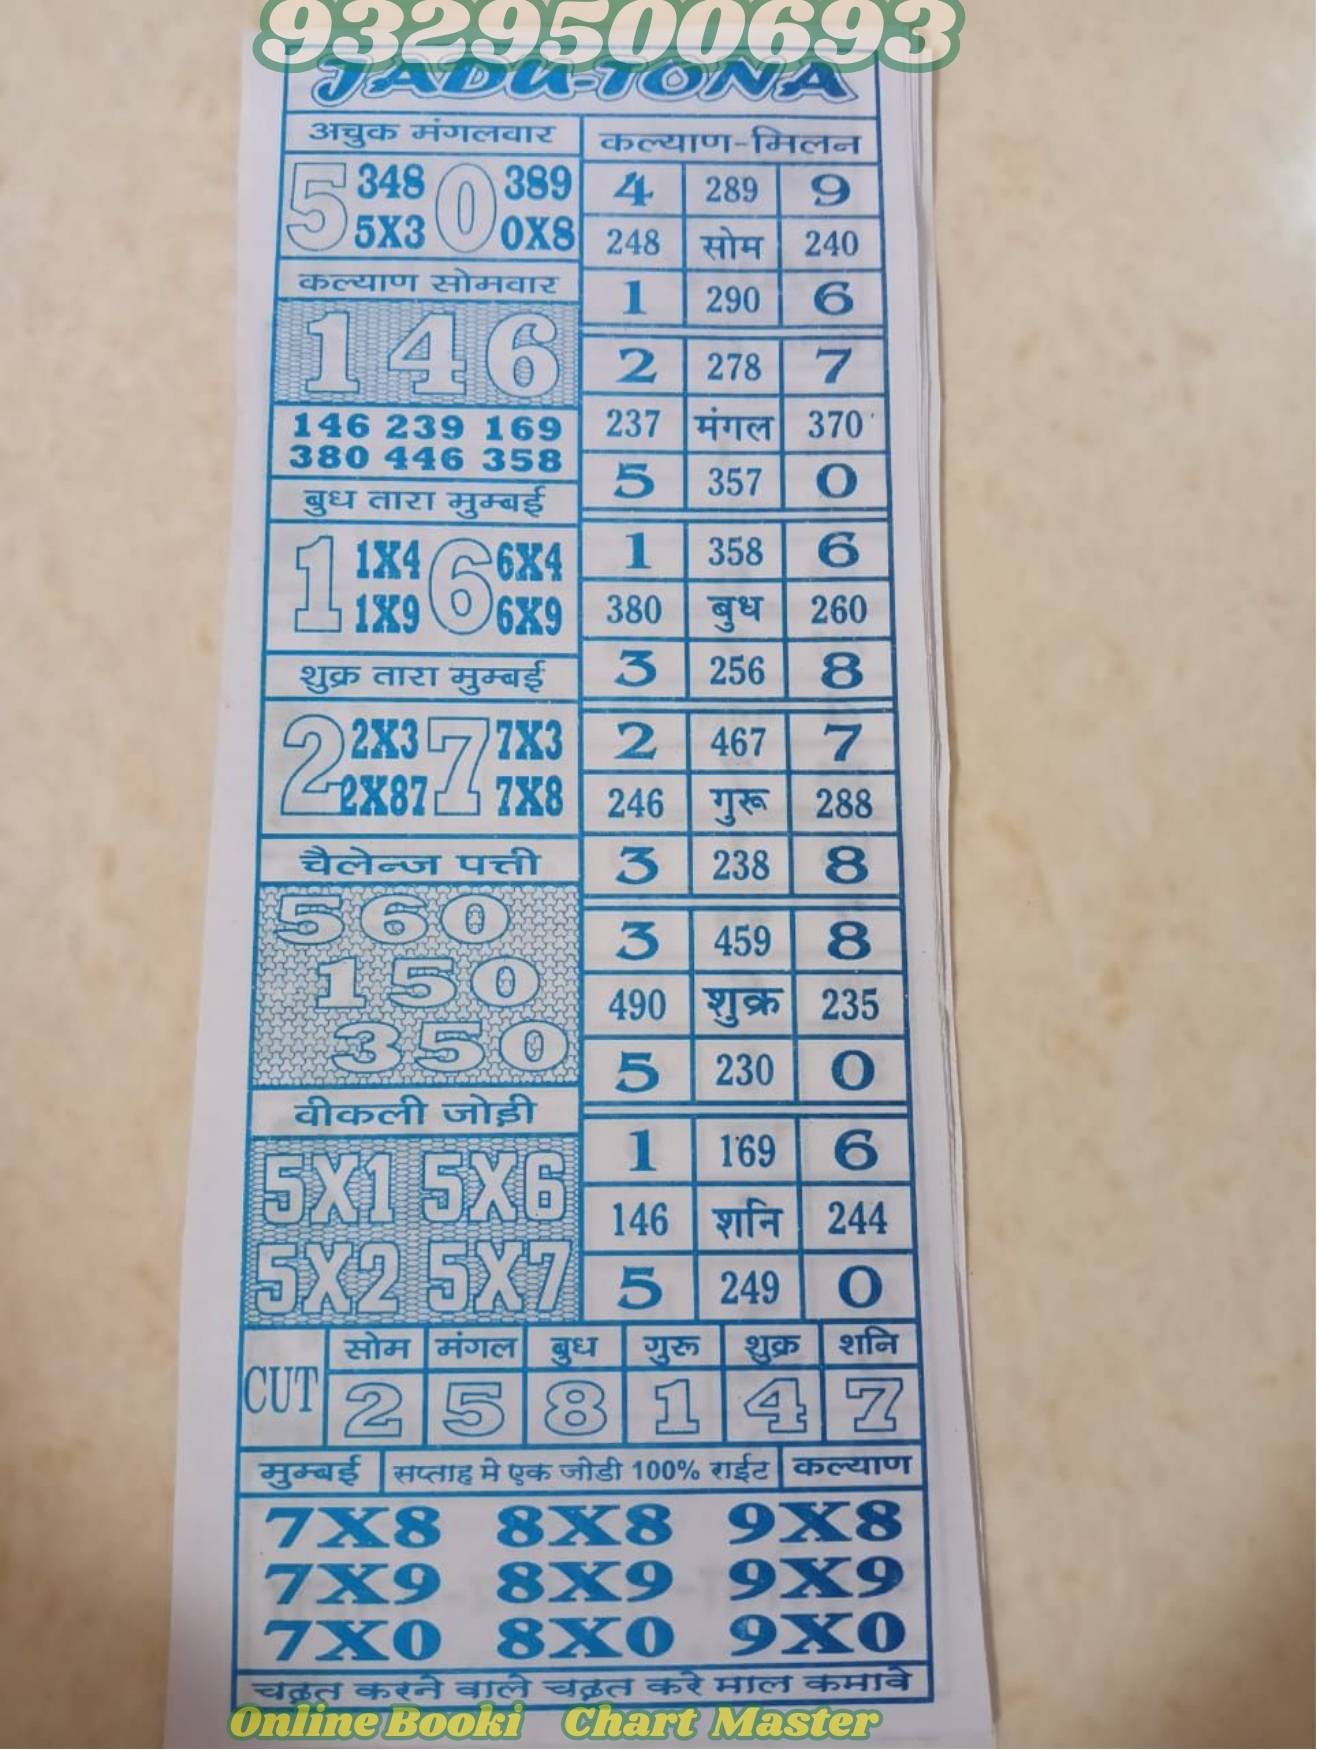 9329500693
JADU-TONA
अचुक मंगलवार
5 348 0 389
5X3 0X8
कल्याण सोमवार
146
146 239 169
380 446 358
बुध तारा मुम्बई
1 1X4 6 6X4
1X9 6X9
शुक्र तारा मुम्बई
2 2X3 7 7X3
2X87 7X8
चैलेन्ज पत्ती
560
150
350
वीकली जोड़ी
5X1 5X6
5X2 5X7
कल्याण-मिलन
4 289 9
248 सोम 240
1 290 6
2 278 7
237 मंगल 370
5 357 0
1 358 6
380 बुध 260
3 256 8
2 467 7
246 गुरू 288
3 238 8
3 459 8
490 शुक्र 235
5 230 0
1 169 6
146 शनि 244
5 249 0
CUT सोम मंगल बुध गुरू शुक्र शनि
2 5 8 1 4 7
मुम्बई सप्ताह मे एक जोडी 100% राईट कल्याण
7X8 8X8 9X8
7X9 8X9 9X9
7X0 8X0 9X0
चढ़त करने वाले चढ़त करे माल कमावे
Online Booki Chart Master